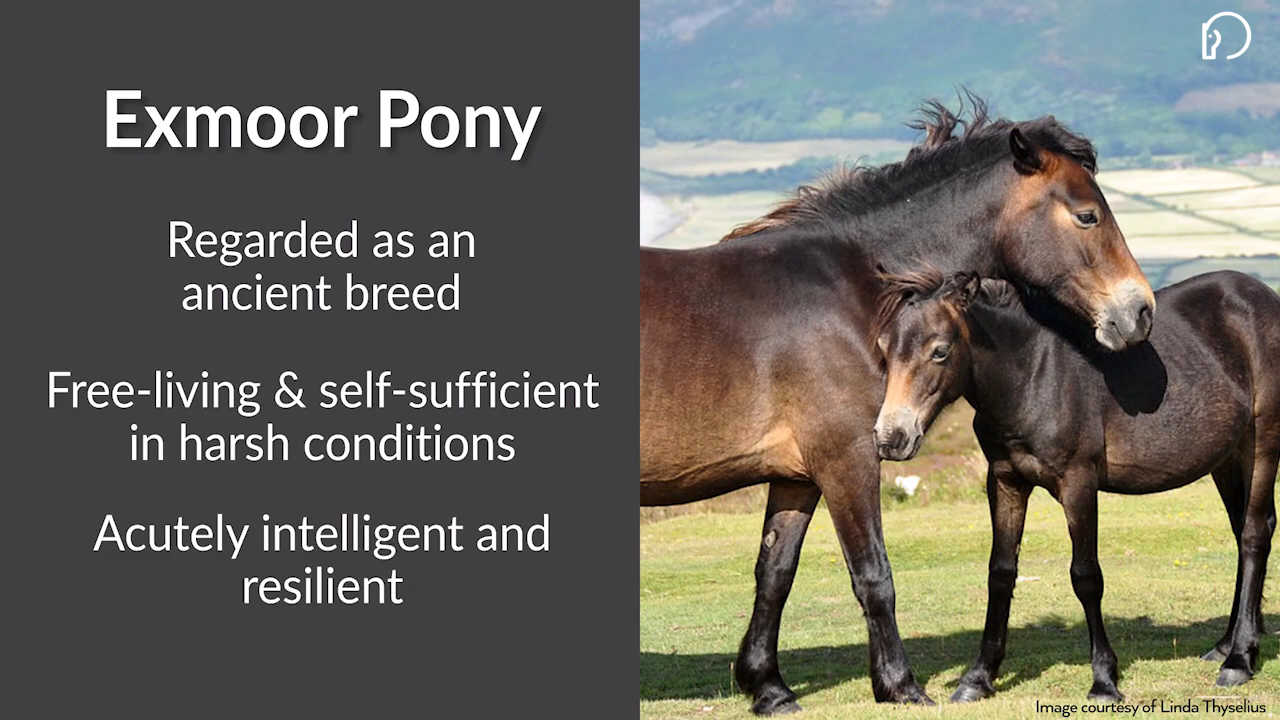 Exmoor Pony
Regarded as an
ancient breed
Free-living & self-sufficient
in harsh conditions
Acutely intelligent and
resilient
Image courtesy of Linda Thyselius